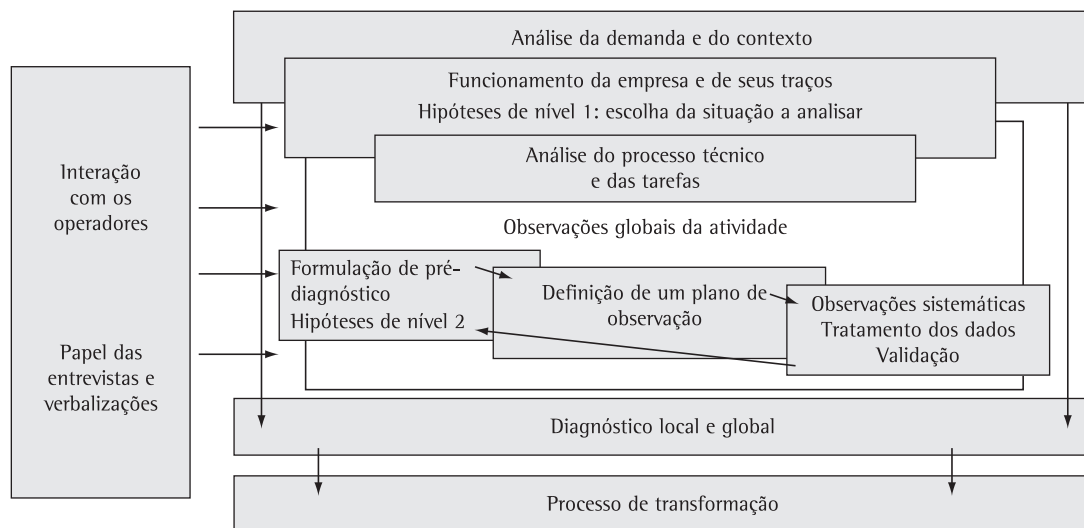 Análise da demanda e do contexto
Funcionamento da empresa e de seus traços
Hipóteses de nível 1: escolha da situação a analisar
Análise do processo técnico
e das tarefas
Interação
com os
operadores
Papel das
entrevistas e
verbalizações
Observações globais da atividade
Formulação de pré-
diagnóstico
Hipóteses de nível 2
Definição de um plano de
observação
Observações sistemáticas
Tratamento dos dados
Validação
Diagnóstico local e global
Processo de transformação